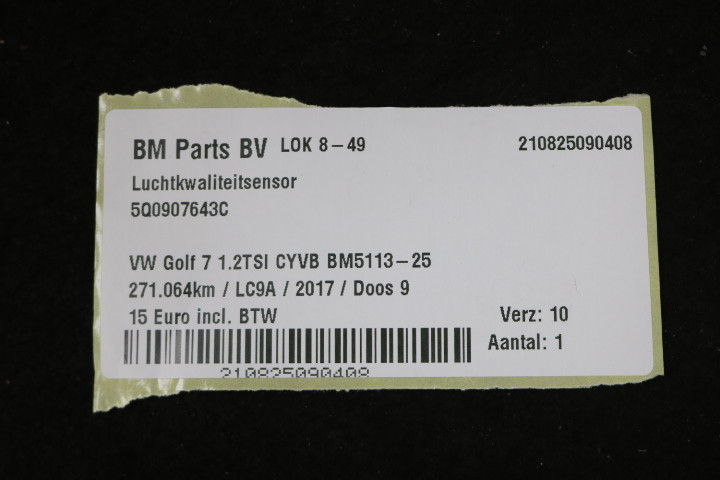 BM Parts BV LOK 8-49 210825090408
Luchtkwaliteitsensor
5Q0907643C
VW Golf 7 1.2TSI CYVB BM5113-25
271.064km / LC9A / 2017 / Doos 9
15 Euro incl. BTW Verz: 10
Aantal: 1
210825090408